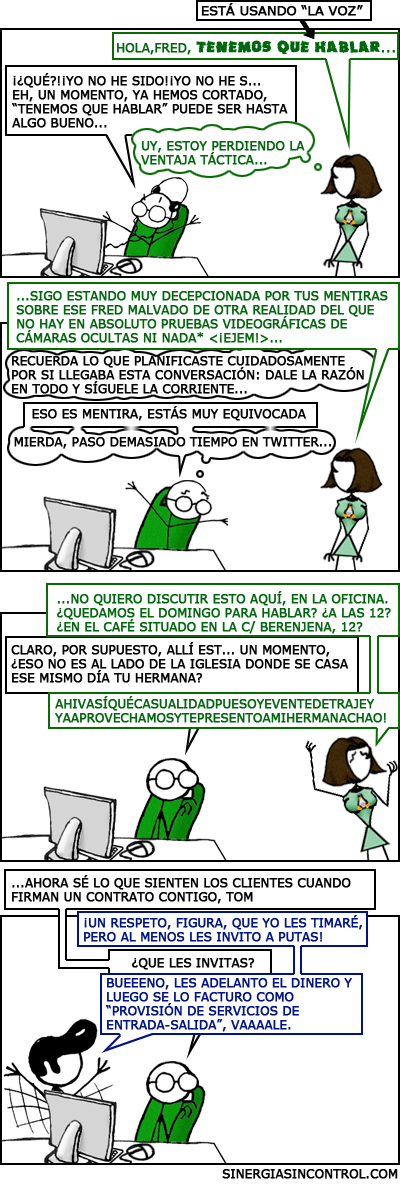 ESTÁ USANDO “LA VOZ”
HOLA,FRED, TENEMOS QUE HABLAR...
¡¿QUÉ?!¡YO NO HE SIDO!¡YO NO HE S...
EH, UN MOMENTO, YA HEMOS CORTADO,
“TENEMOS QUE HABLAR” PUEDE SER HASTA
ALGO BUENO...
UY, ESTOY PERDIENDO LA
VENTAJA TÁCTICA...
...SIGO ESTANDO MUY DECEPCIONADA POR TUS MENTIRAS
SOBRE ESE FRED MALVADO DE OTRA REALIDAD DEL QUE
NO HAY EN ABSOLUTO PRUEBAS VIDEOGRÁFICAS DE
CÁMARAS OCULTAS NI NADA* <¡EJEM!>...
RECUERDA LO QUE PLANIFICASTE CUIDADOSAMENTE
POR SI LLEGABA ESTA CONVERSACIÓN: DALE LA RAZÓN
EN TODO Y SÍGUELE LA CORRIENTE...
ESO ES MENTIRA, ESTÁS MUY EQUIVOCADA
MIERDA, PASO DEMASIADO TIEMPO EN TWITTER...
...NO QUIERO DISCUTIR ESTO AQUÍ, EN LA OFICINA.
¿QUEDAMOS EL DOMINGO PARA HABLAR? ¿A LAS 12?
¿EN EL CAFÉ SITUADO EN LA C/ BERENJENA, 12?
CLARO, POR SUPUESTO, ALLÍ EST... UN MOMENTO,
¿ESO NO ES AL LADO DE LA IGLESIA DONDE SE CASA
ESE MISMO DÍA TU HERMANA?
AHIVASÍQUÉCASUALIDADPUESOYEVENTEDETRAJEY
YAAPROVECHAMOSYTEPRESENTOAMIHERMANACHAO!
...AHORA SÉ LO QUE SIENTEN LOS CLIENTES CUANDO
FIRMAN UN CONTRATO CONTIGO, TOM
¡UN RESPETO, FIGURA, QUE YO LES TIMARÉ,
PERO AL MENOS LES INVITO A PUTAS!
¿QUE LES INVITAS?
BUEEENO, LES ADELANTO EL DINERO Y
LUEGO SE LO FACTURO COMO
“PROVISIÓN DE SERVICIOS DE
ENTRADA-SALIDA”, VAAAALE.
SINERGIASINCONTROL.COM